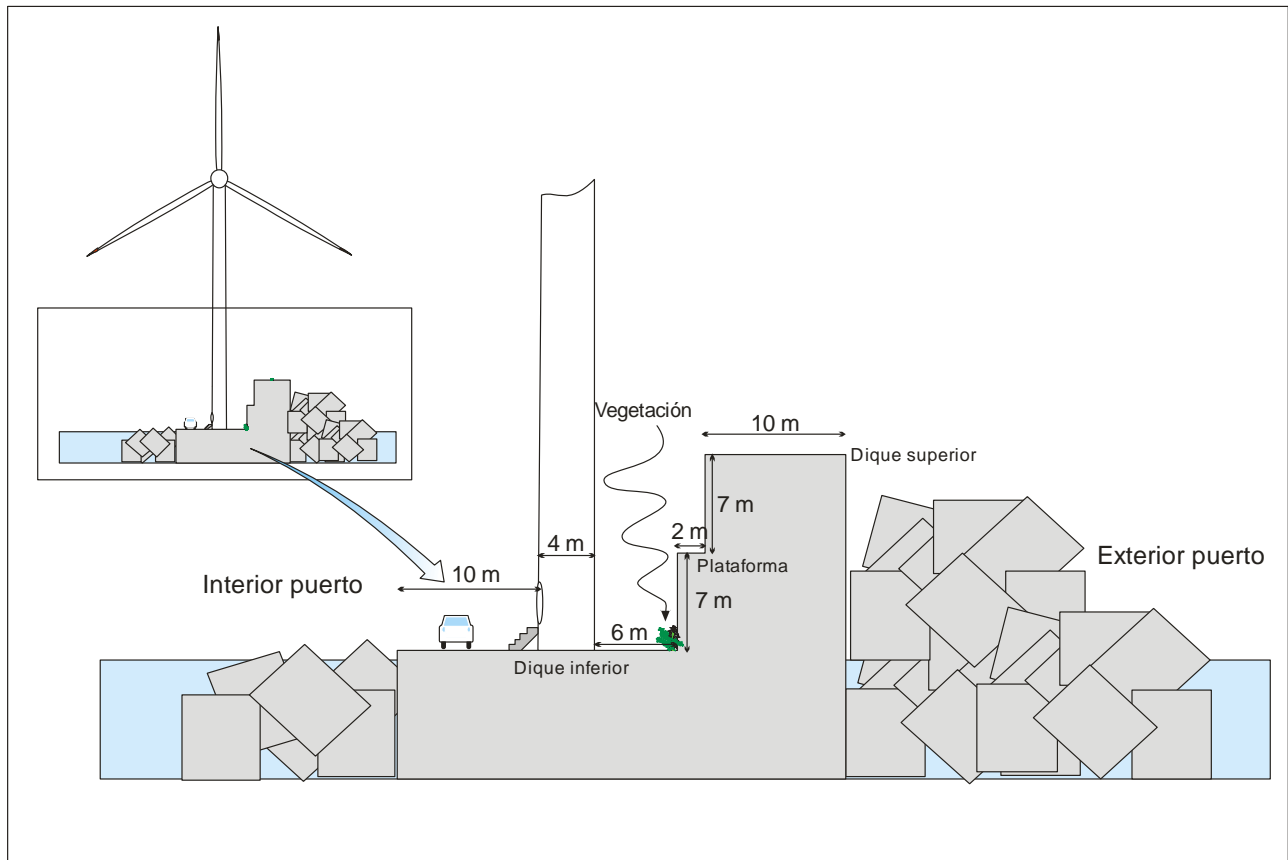 Vegetación
10 m
Dique superior
7 m
2 m
4 m
Plataforma
Exterior puerto
10 m
Interior puerto
7 m
6 m
Dique inferior